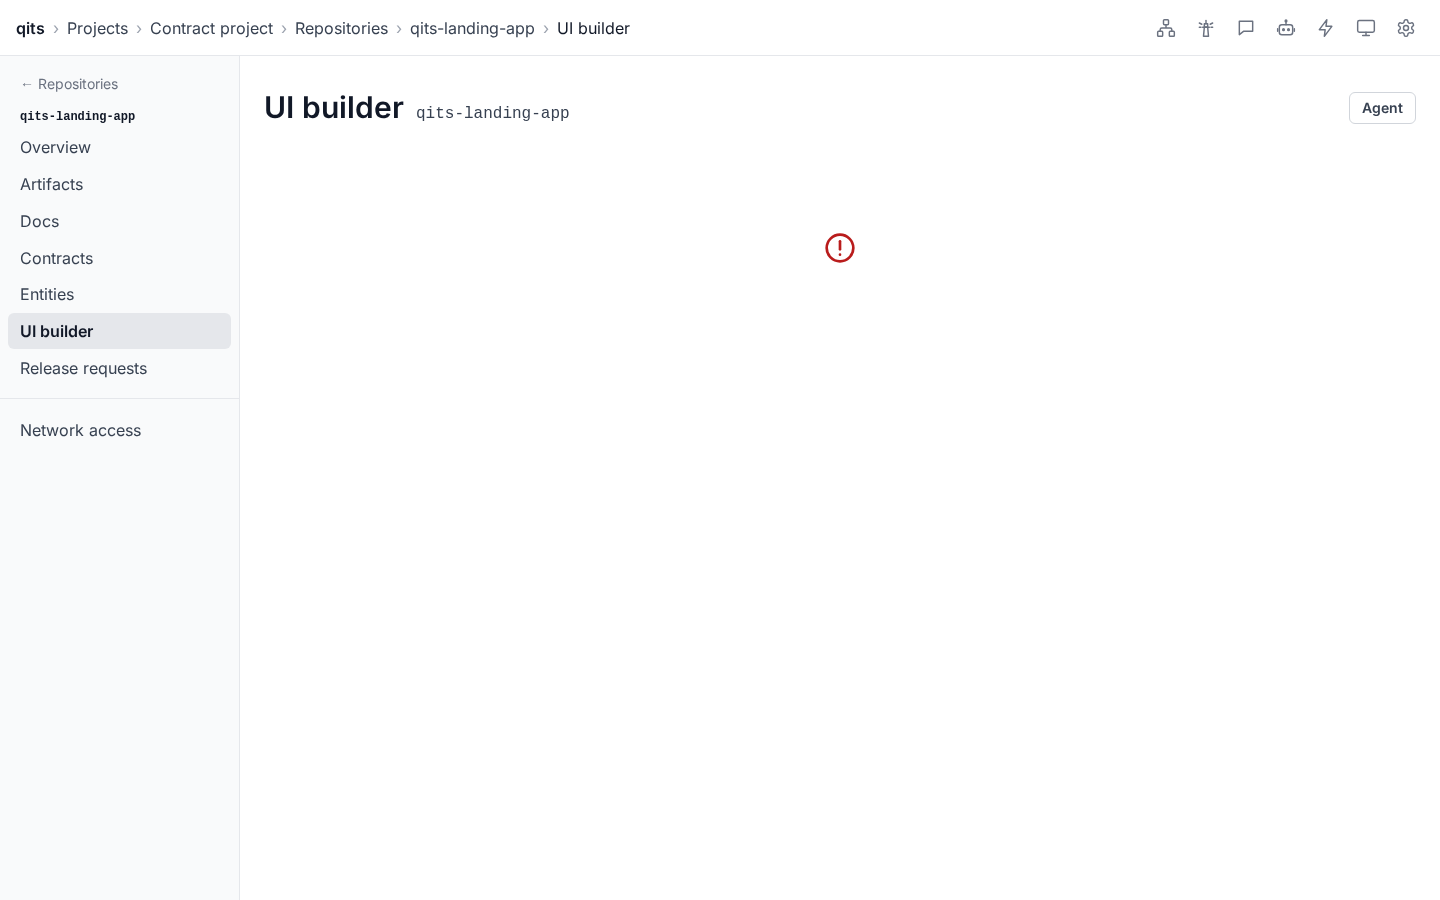 qits › Projects › Contract project › Repositories › qits-landing-app › UI builder
← Repositories
qits-landing-app
Overview
Artifacts
Docs
Contracts
Entities
UI builder
Release requests
Network access
UI builder qits-landing-app
Agent